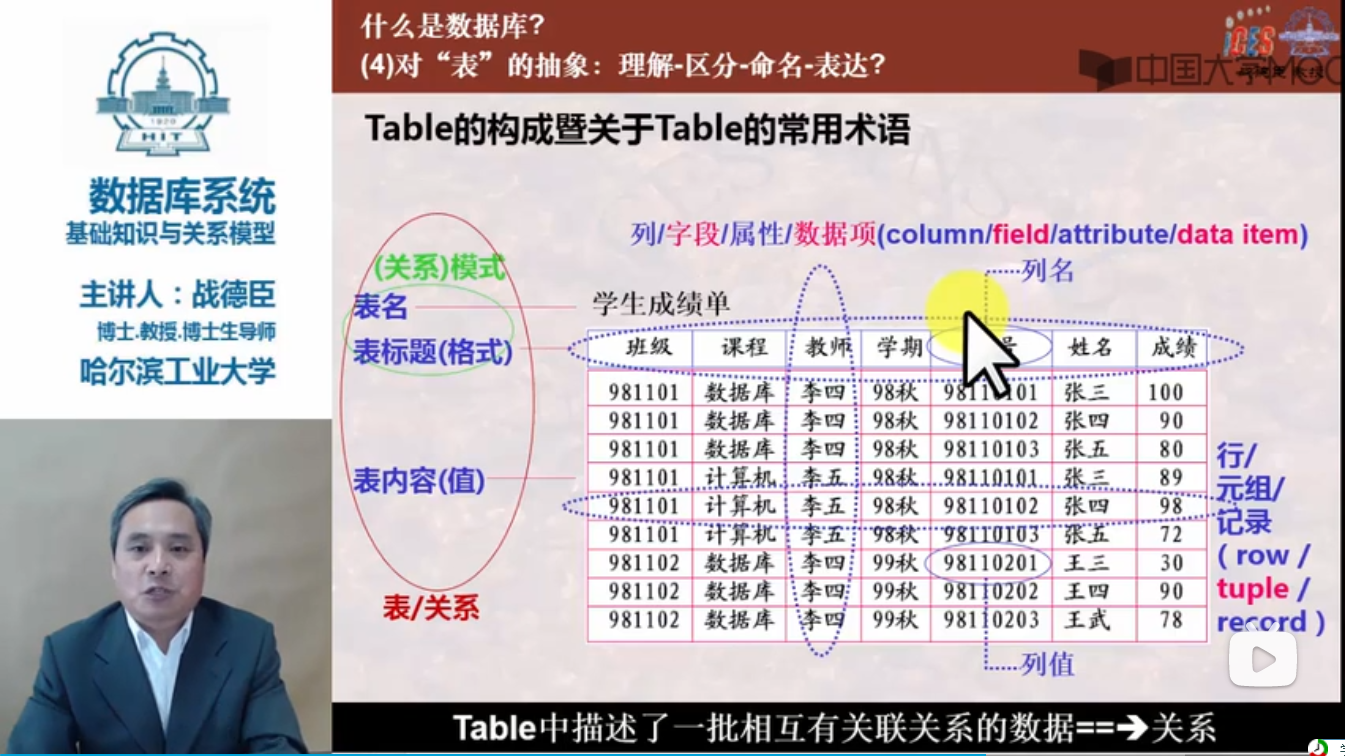 什么是数据库?
(4)对“表”的抽象：理解-区分-命名-表达?
中国大学MOO
1920
HIT
数据库系统
基础知识与关系模型
主讲人：战德臣
博士.教授.博士生导师
哈尔滨工业大学
Table的构成暨关于Table的常用术语
列/字段/属性/数据项(column/field/attribute/data item)
列名
(关系)模式
表名
学生成绩单
表标题(格式)
班级 课程 教师 学期 号 姓名 成绩
981101 数据库 李四 98秋 98110101 张三 100
981101 数据库 李四 98秋 98110102 张四 90
981101 数据库 李四 98秋 98110103 张五 80
981101 计算机 李五 98秋 98110101 张三 89
981101 计算机 李五 98秋 98110102 张四 98
981101 计算机 李五 98秋 98110103 张五 72
981102 数据库 李四 99秋 98110201 王三 30
981102 数据库 李四 99秋 98110202 王四 90
981102 数据库 李四 99秋 98110203 王武 78
表内容(值)
表/关系
行/
元组/
记录
( row /
tuple /
record )
列值
Table中描述了一批相互有关联关系的数据==➔关系